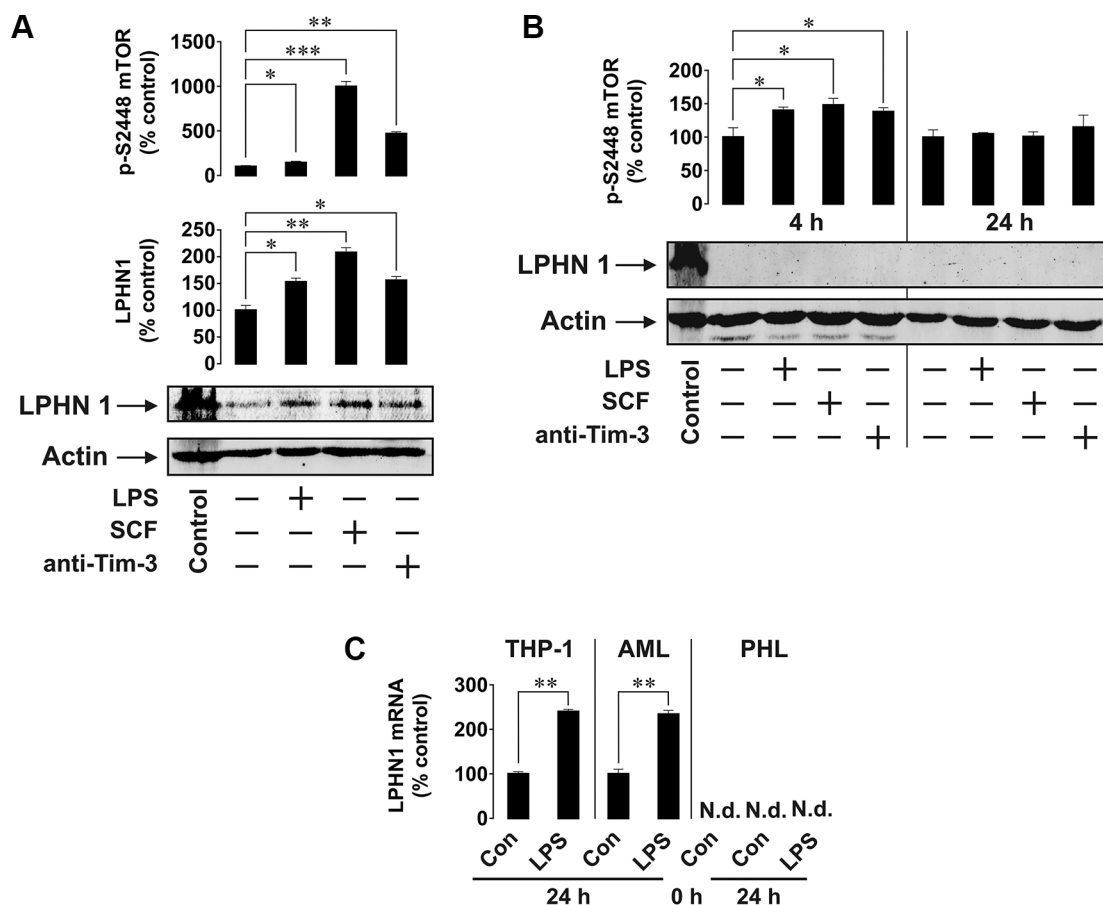 A
p-S2448 mTOR
(% control)
1500
1000
500
0
**
***
*
LPHN1
(% control)
250
200
150
100
50
0
*
**
*
LPHN 1
Actin
LPS − + − −
SCF − − + −
anti-Tim-3 − − − +
Control
B
p-S2448 mTOR
(% control)
200
150
100
50
0
*
*
*
4 h 24 h
LPHN 1
Actin
LPS − + − − − + − −
SCF − − + − − − + −
anti-Tim-3 − − − + − − − +
Control
C
THP-1 AML PHL
LPHN1 mRNA
(% control)
300
200
100
0
** **
N.d. N.d. N.d.
Con LPS Con LPS Con Con LPS
24 h 0 h 24 h